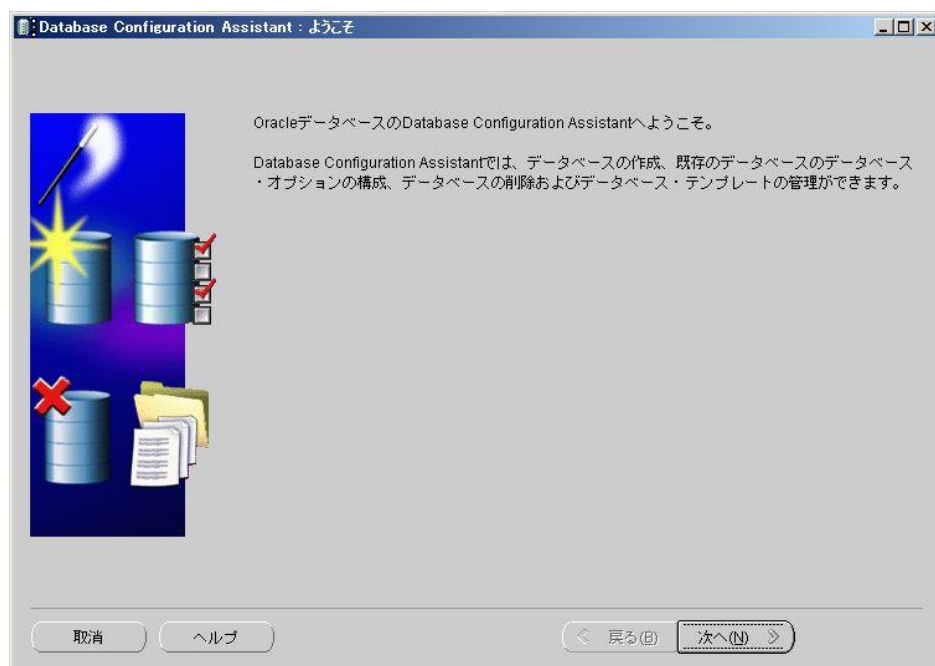 Database Configuration Assistant : ようこそ
OracleデータベースのDatabase Configuration Assistantへようこそ。
Database Configuration Assistantでは、データベースの作成、既存のデータベースのデータベース
・オプションの構成、データベースの削除およびデータベース・テンプレートの管理ができます。
取消
ヘルプ
戻る(B)
次へ(N)